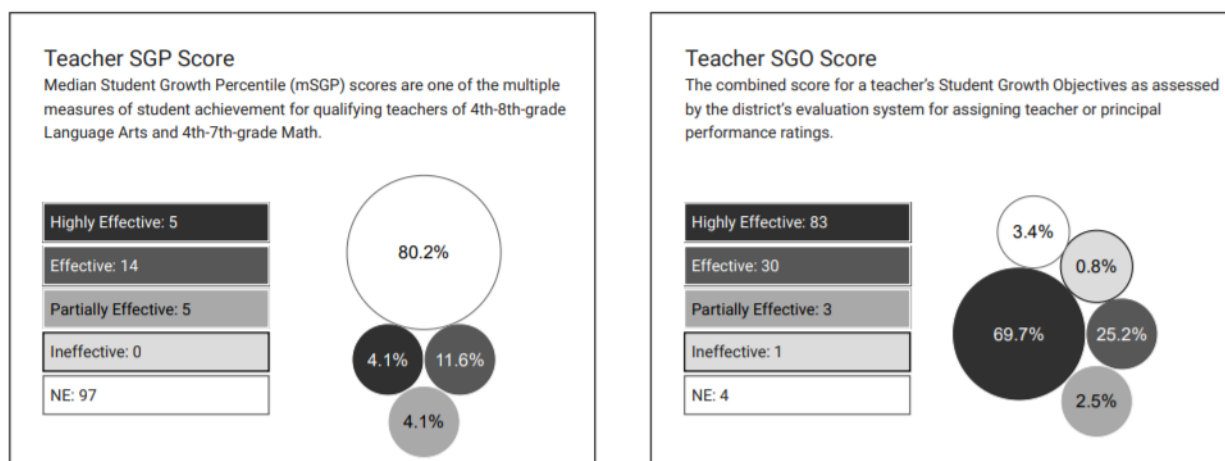 Teacher SGP Score
Median Student Growth Percentile (mSGP) scores are one of the multiple
measures of student achievement for qualifying teachers of 4th-8th-grade
Language Arts and 4th-7th-grade Math.
Highly Effective: 5
Effective: 14
Partially Effective: 5
Ineffective: 0
NE: 97
80.2%
4.1%
11.6%
4.1%
Teacher SGO Score
The combined score for a teacher's Student Growth Objectives as assessed
by the district's evaluation system for assigning teacher or principal
performance ratings.
Highly Effective: 83
Effective: 30
Partially Effective: 3
Ineffective: 1
NE: 4
3.4%
0.8%
69.7%
25.2%
2.5%